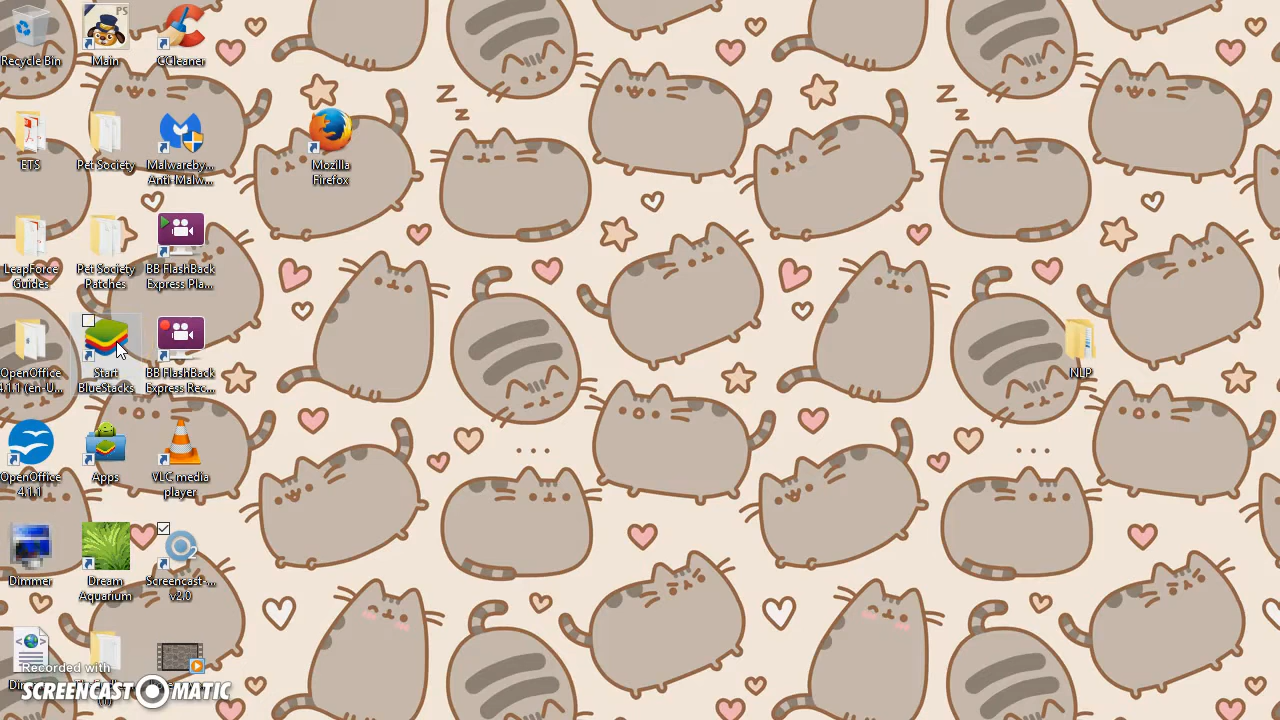 PS
Recycle Bin
Main
CCleaner
ETS
Pet Society
Malwareby...
Anti-Malw...
Mozilla
Firefox
LeapForce
Guides
Pet Society
Patches
BB FlashBack
Express Pla...
OpenOffice
4.1.1 (en-U...
Start
BlueStacks
BB FlashBack
Express Rec...
NLP
OpenOffice
4.1.1
Apps
VLC media
player
Dimmer
Dream
Aquarium
Screencast-...
v2.0
Recorded with
SCREENCAST MATIC
Z
Z
Z
Z